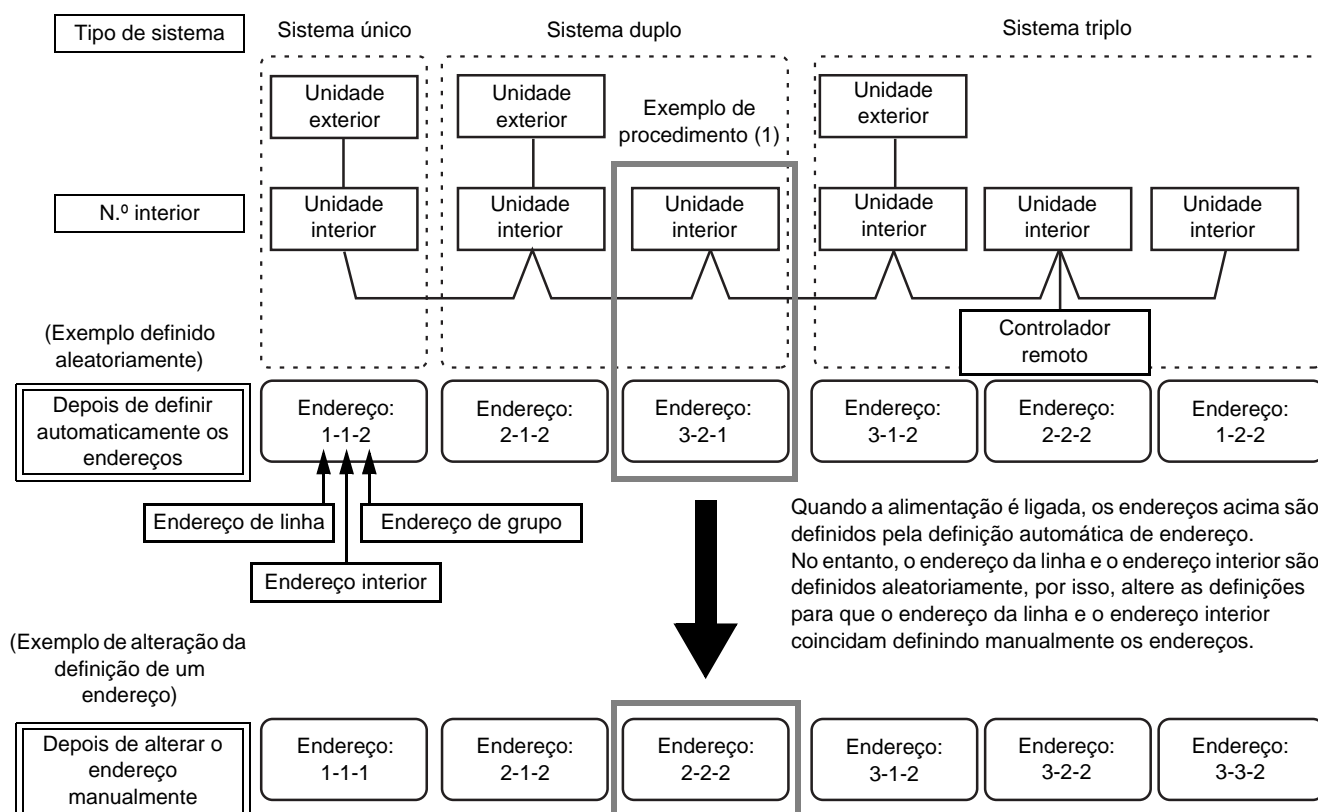 Tipo de sistema
Sistema único
Sistema duplo
Sistema triplo
Unidade
exterior
Unidade
exterior
Exemplo de
procedimento (1)
Unidade
exterior
N.º interior
Unidade
interior
Unidade
interior
Unidade
interior
Unidade
interior
Unidade
interior
Unidade
interior
Controlador
remoto
(Exemplo definido
aleatoriamente)
Depois de definir
automaticamente os
endereços
Endereço:
1-1-2
Endereço:
2-1-2
Endereço:
3-2-1
Endereço:
3-1-2
Endereço:
2-2-2
Endereço:
1-2-2
Endereço de linha
Endereço de grupo
Endereço interior
Quando a alimentação é ligada, os endereços acima são
definidos pela definição automática de endereço.
No entanto, o endereço da linha e o endereço interior são
definidos aleatoriamente, por isso, altere as definições
para que o endereço da linha e o endereço interior
coincidam definindo manualmente os endereços.
(Exemplo de alteração da
definição de um
endereço)
Depois de alterar o
endereço
manualmente
Endereço:
1-1-1
Endereço:
2-1-2
Endereço:
2-2-2
Endereço:
3-1-2
Endereço:
3-2-2
Endereço:
3-3-2